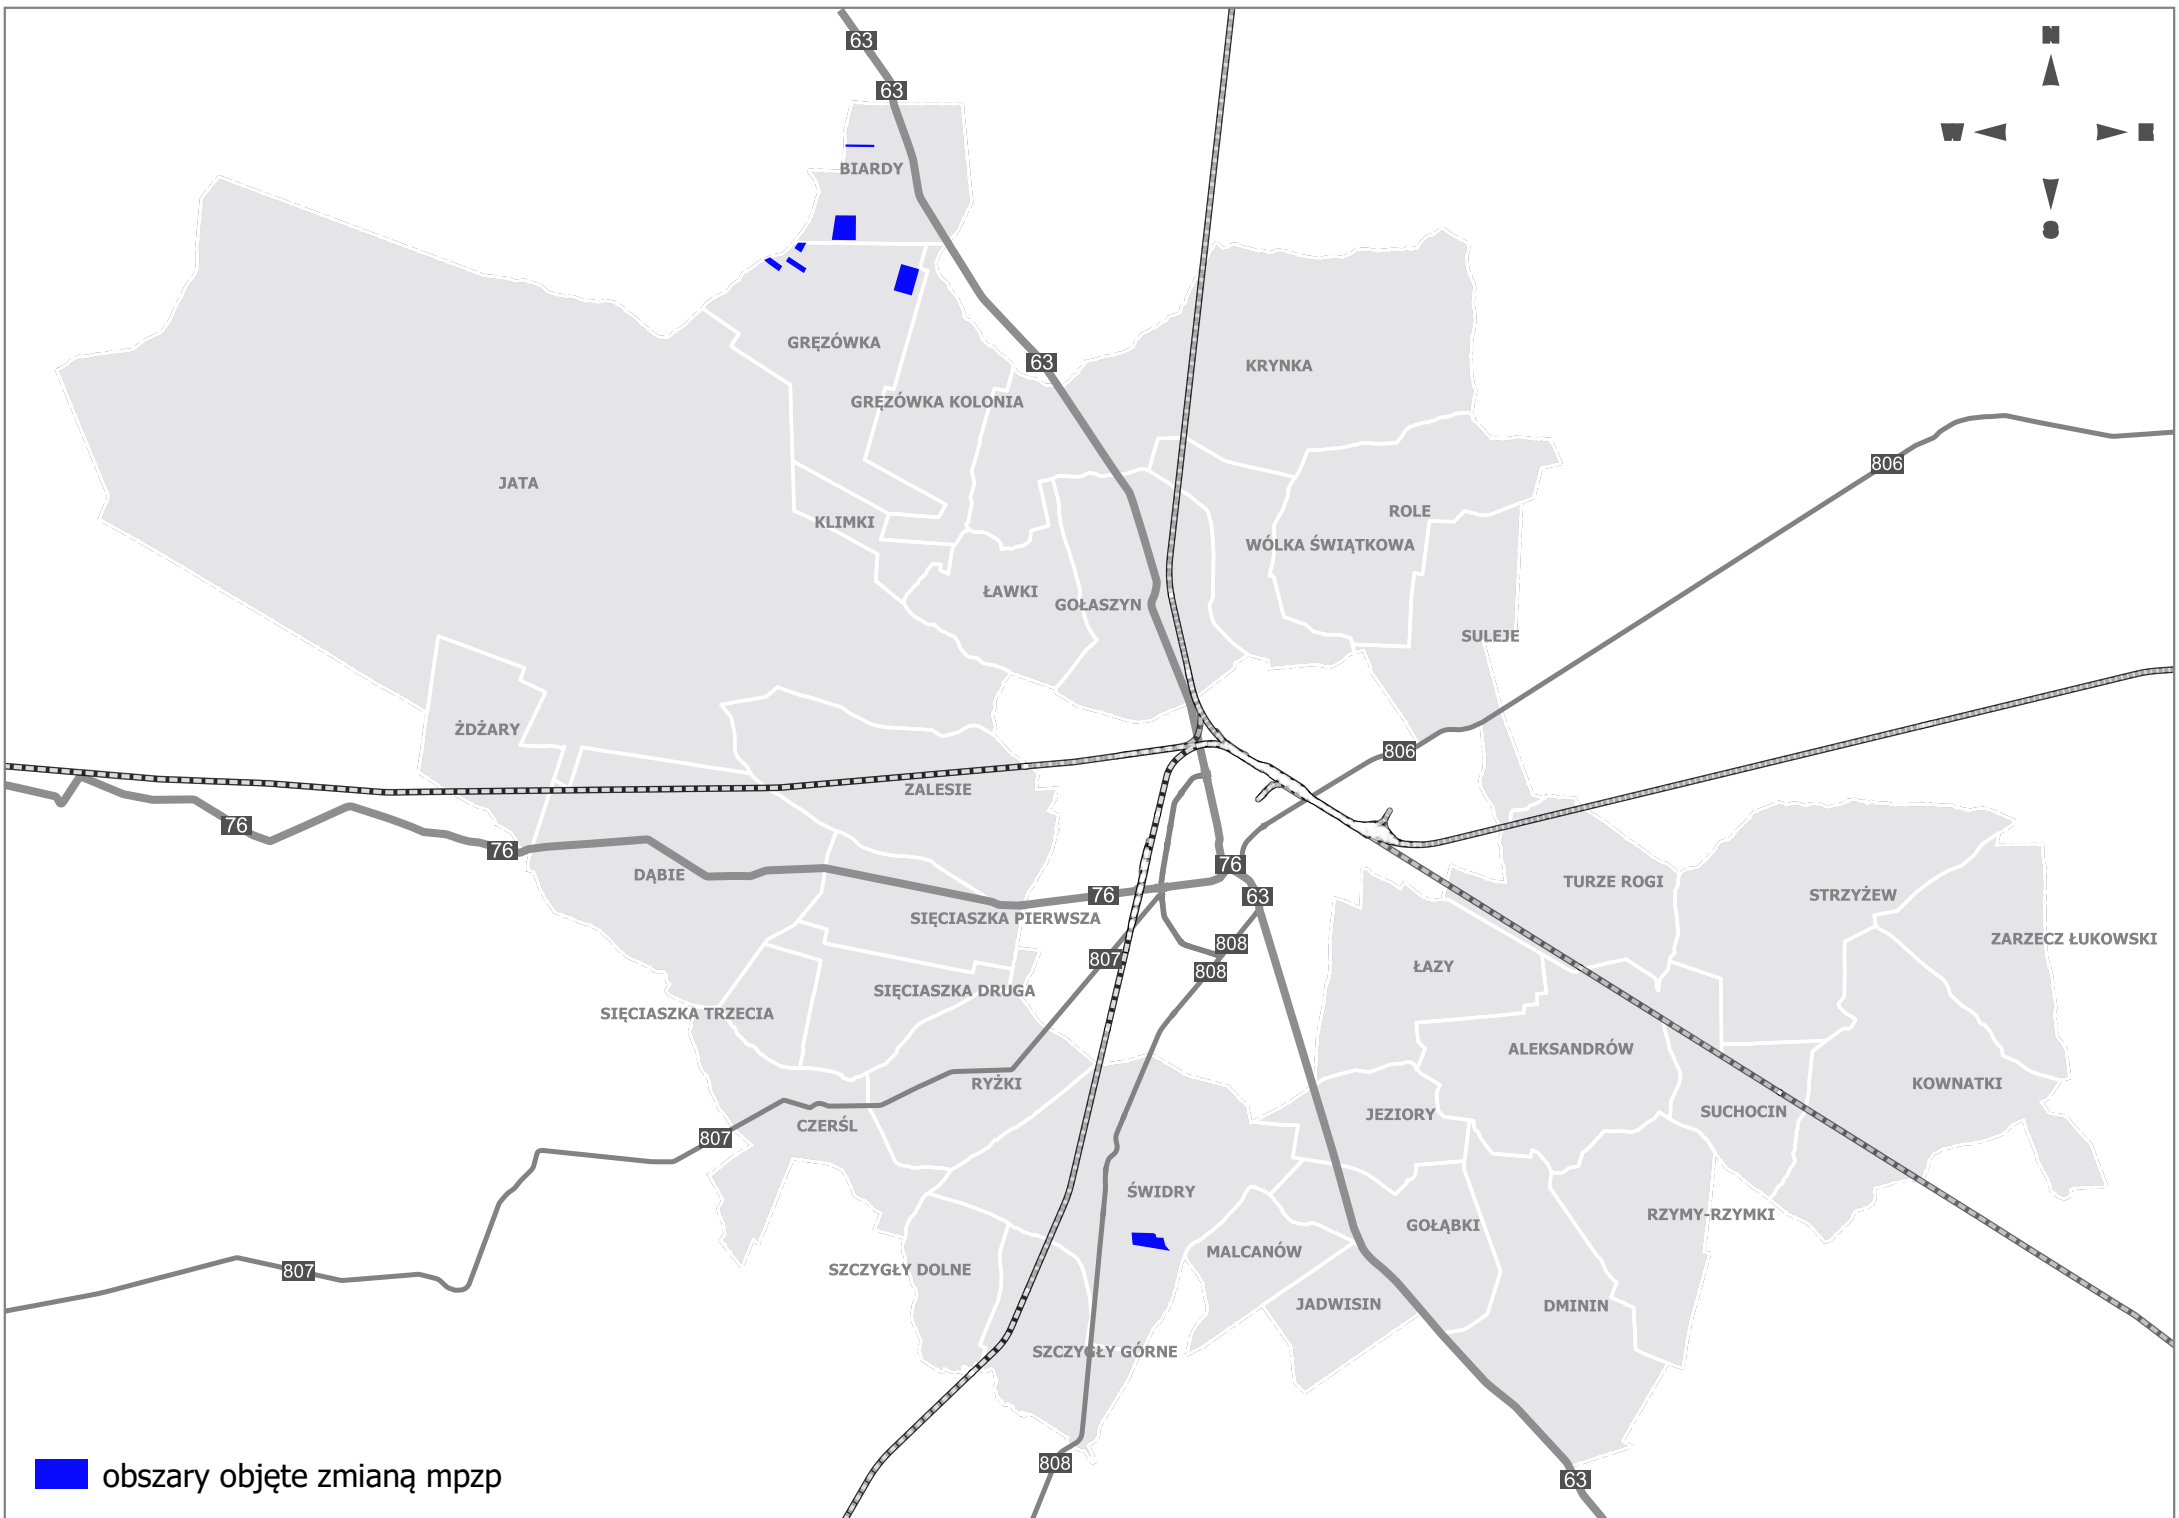 N
63
63
W
E
BIARDY
S
GRĘZÓWKA
63
KRYNKA
GRĘZÓWKA KOLONIA
806
JATA
ROLE
KLIMKI
WÓLKA ŚWIĄTKOWA
ŁAWKI
GOŁASZYN
SULEJE
ŻDŻARY
806
ZALESIE
76
76
76
DĄBIE
TURZE ROGI
76
63
STRZYŻEW
SIĘCIASZKA PIERWSZA
ZARZECZ ŁUKOWSKI
808
807
ŁAZY
808
SIĘCIASZKA DRUGA
SIĘCIASZKA TRZECIA
ALEKSANDRÓW
RYŻKI
KOWNATKI
SUCHOCIN
JEZIORY
CZERŚL
807
ŚWIDRY
RZYMY-RZYMKI
GOŁĄBKI
MALCANÓW
SZCZYGŁY DOLNE
807
JADWISIN
DMININ
SZCZYGŁY GÓRNE
808
63
obszary objęte zmianą mpzp